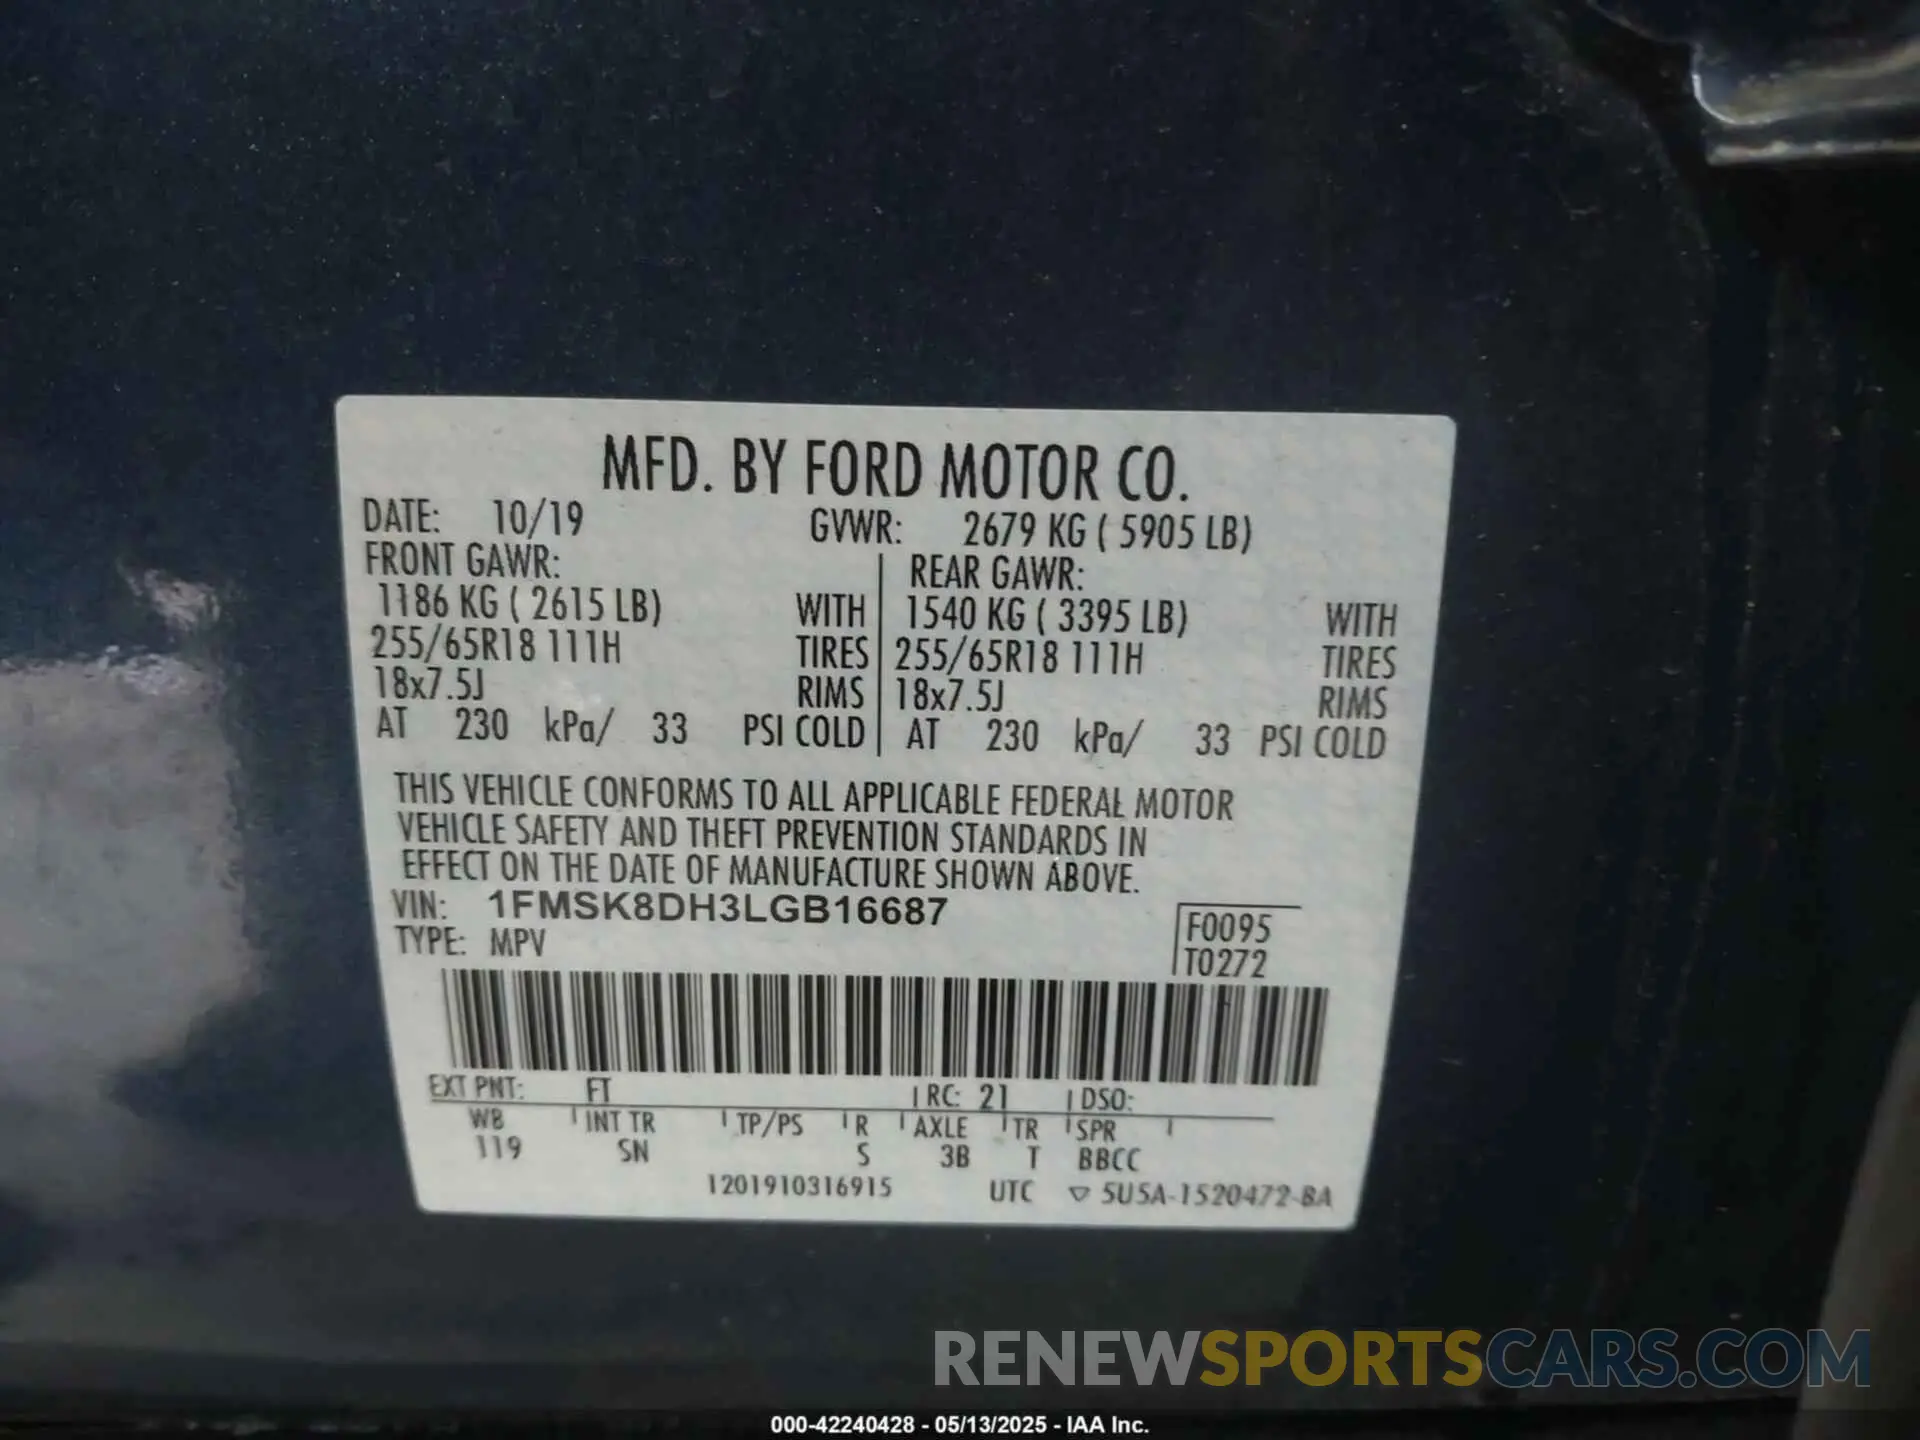 MFD. BY FORD MOTOR CO.
DATE: 10/19 GVWR: 2679 KG ( 5905 LB)
FRONT GAWR: REAR GAWR:
1186 KG ( 2615 LB) WITH 1540 KG ( 3395 LB) WITH
255/65R18 111H TIRES 255/65R18 111H TIRES
18x7.5J RIMS 18x7.5J RIMS
AT 230 kPa/ 33 PSI COLD AT 230 kPa/ 33 PSI COLD
THIS VEHICLE CONFORMS TO ALL APPLICABLE FEDERAL MOTOR
VEHICLE SAFETY AND THEFT PREVENTION STANDARDS IN
EFFECT ON THE DATE OF MANUFACTURE SHOWN ABOVE.
VIN: 1FMSK8DH3LGB16687
TYPE: MPV
F0095
T0272
EXT PNT: FT RC: 21 DSO:
WB INT TR TP/PS R AXLE TR SPR
119 SN S 3B T BBCC
1201910316915 UTC ▽ 5U5A-1520472-BA
RENEWSPORTSCARS.COM
000-42240428 - 05/13/2025 - IAA Inc.